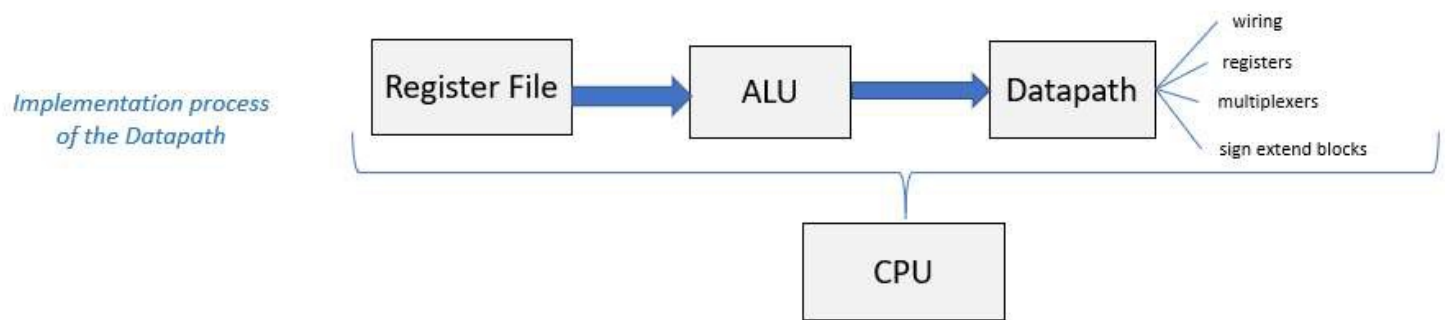 Implementation process
of the Datapath
Register File
ALU
Datapath
wiring
registers
multiplexers
sign extend blocks
CPU